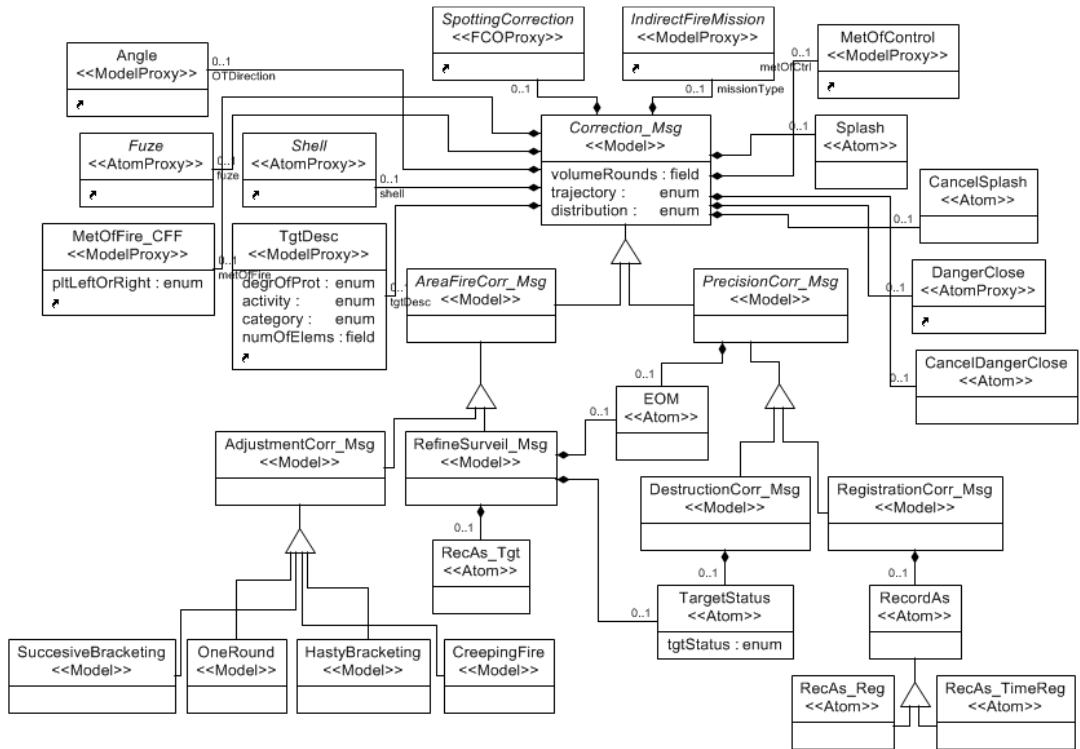 SpottingCorrection
<<FCOProxy>>
0..1
IndirectFireMission
<<ModelProxy>>
missionType
0..1
metOfCtrl
MetOfControl
<<ModelProxy>>
Angle
<<ModelProxy>>
0..1
OTDirection
Correction_Msg
<<Model>>
volumeRounds : field
trajectory : enum
distribution : enum
0..1
Splash
<<Atom>>
Fuze
<<AtomProxy>>
0..1
fuze
Shell
<<AtomProxy>>
0..1
shell
0..1
CancelSplash
<<Atom>>
MetOfFire_CFF
<<ModelProxy>>
pltLeftOrRight : enum
0..1
metOfFire
TgtDesc
<<ModelProxy>>
degrOfProt : enum
activity : enum
category : enum
numOfElems : field
0..1
tgtDesc
AreaFireCorr_Msg
<<Model>>
PrecisionCorr_Msg
<<Model>>
0..1
DangerClose
<<AtomProxy>>
0..1
CancelDangerClose
<<Atom>>
0..1
EOM
<<Atom>>
0..1
AdjustmentCorr_Msg
<<Model>>
RefineSurveil_Msg
<<Model>>
DestructionCorr_Msg
<<Model>>
RegistrationCorr_Msg
<<Model>>
0..1
RecAs_Tgt
<<Atom>>
0..1
0..1
TargetStatus
<<Atom>>
tgtStatus : enum
0..1
RecordAs
<<Atom>>
SuccesiveBracketing
<<Model>>
OneRound
<<Model>>
HastyBracketing
<<Model>>
CreepingFire
<<Model>>
RecAs_Reg
<<Atom>>
RecAs_TimeReg
<<Atom>>